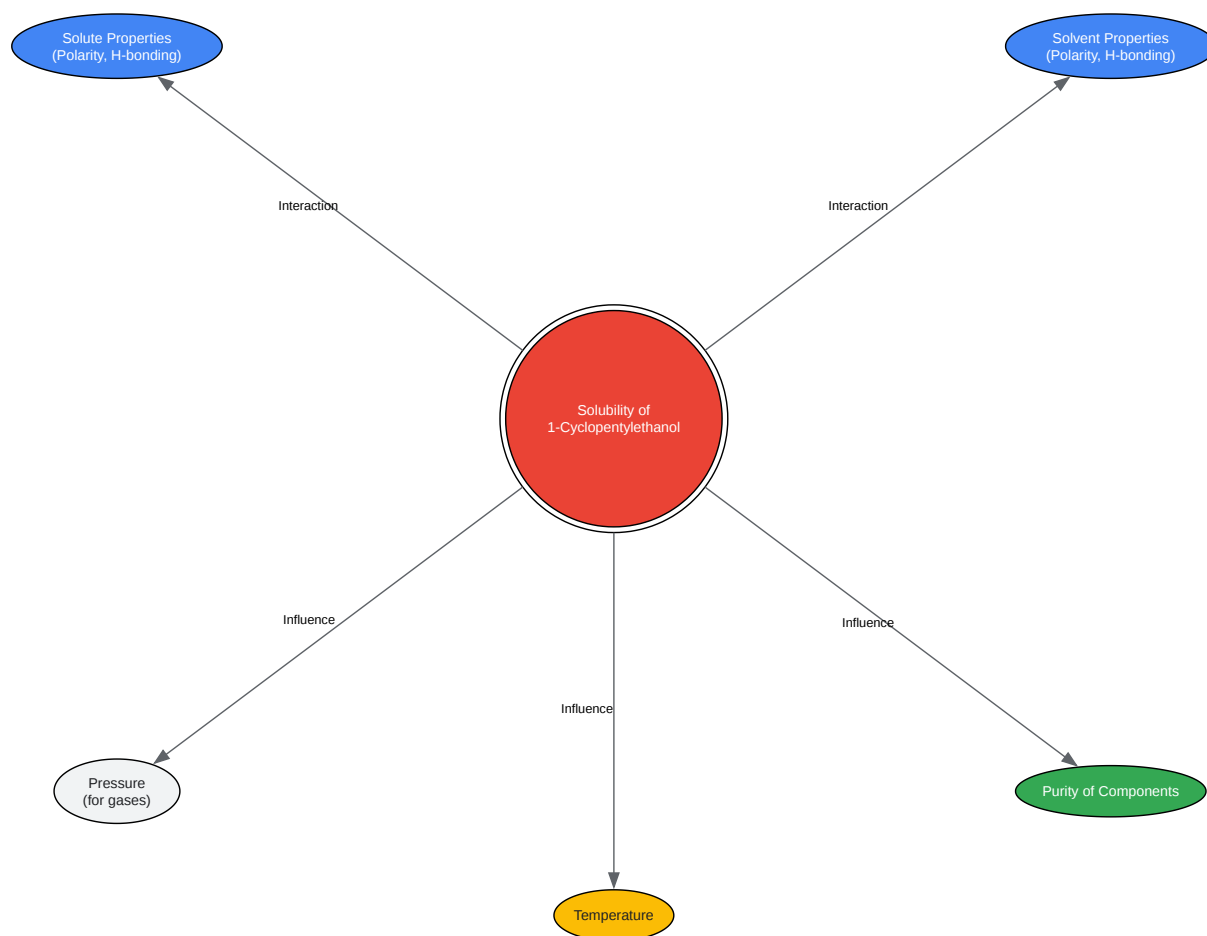 Solute Properties
(Polarity, H-bonding)
Solvent Properties
(Polarity, H-bonding)
Interaction
Interaction
Solubility of
1-Cyclopentylethanol
Influence
Influence
Influence
Pressure
(for gases)
Purity of Components
Temperature